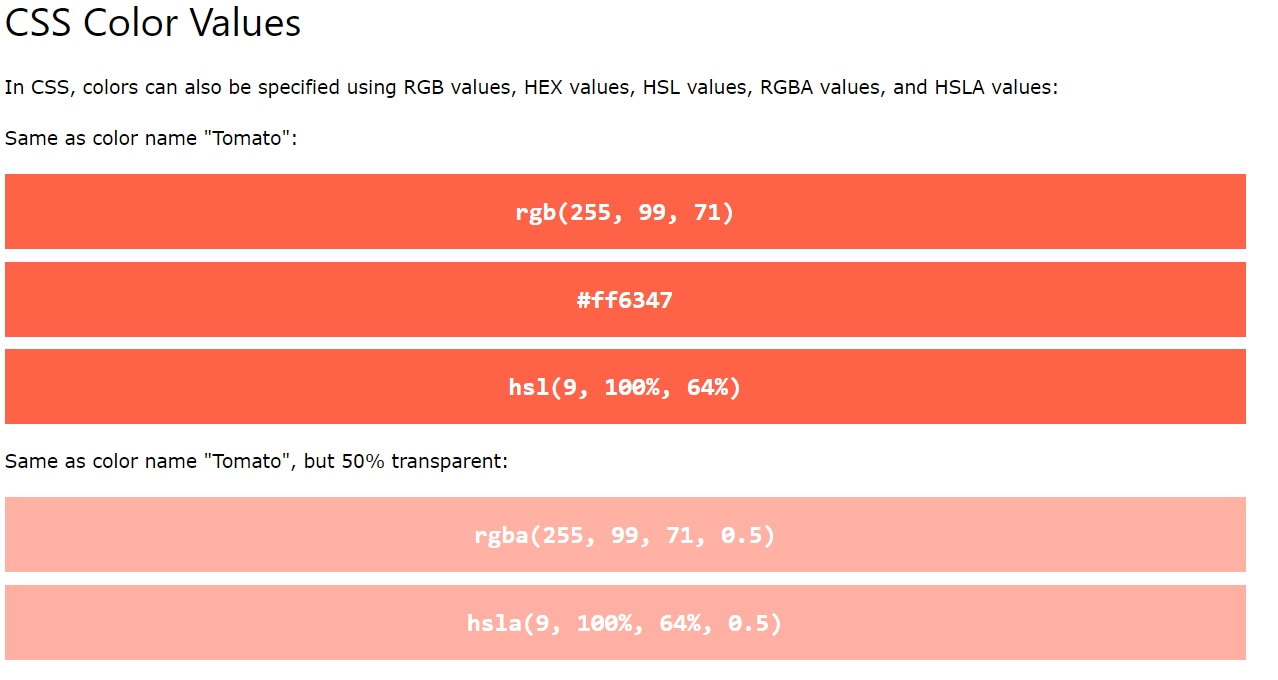 CSS Color Values
In CSS, colors can also be specified using RGB values, HEX values, HSL values, RGBA values, and HSLA values:
Same as color name "Tomato":
rgb(255, 99, 71)
#ff6347
hsl(9, 100%, 64%)
Same as color name "Tomato", but 50% transparent:
rgba(255, 99, 71, 0.5)
hsla(9, 100%, 64%, 0.5)